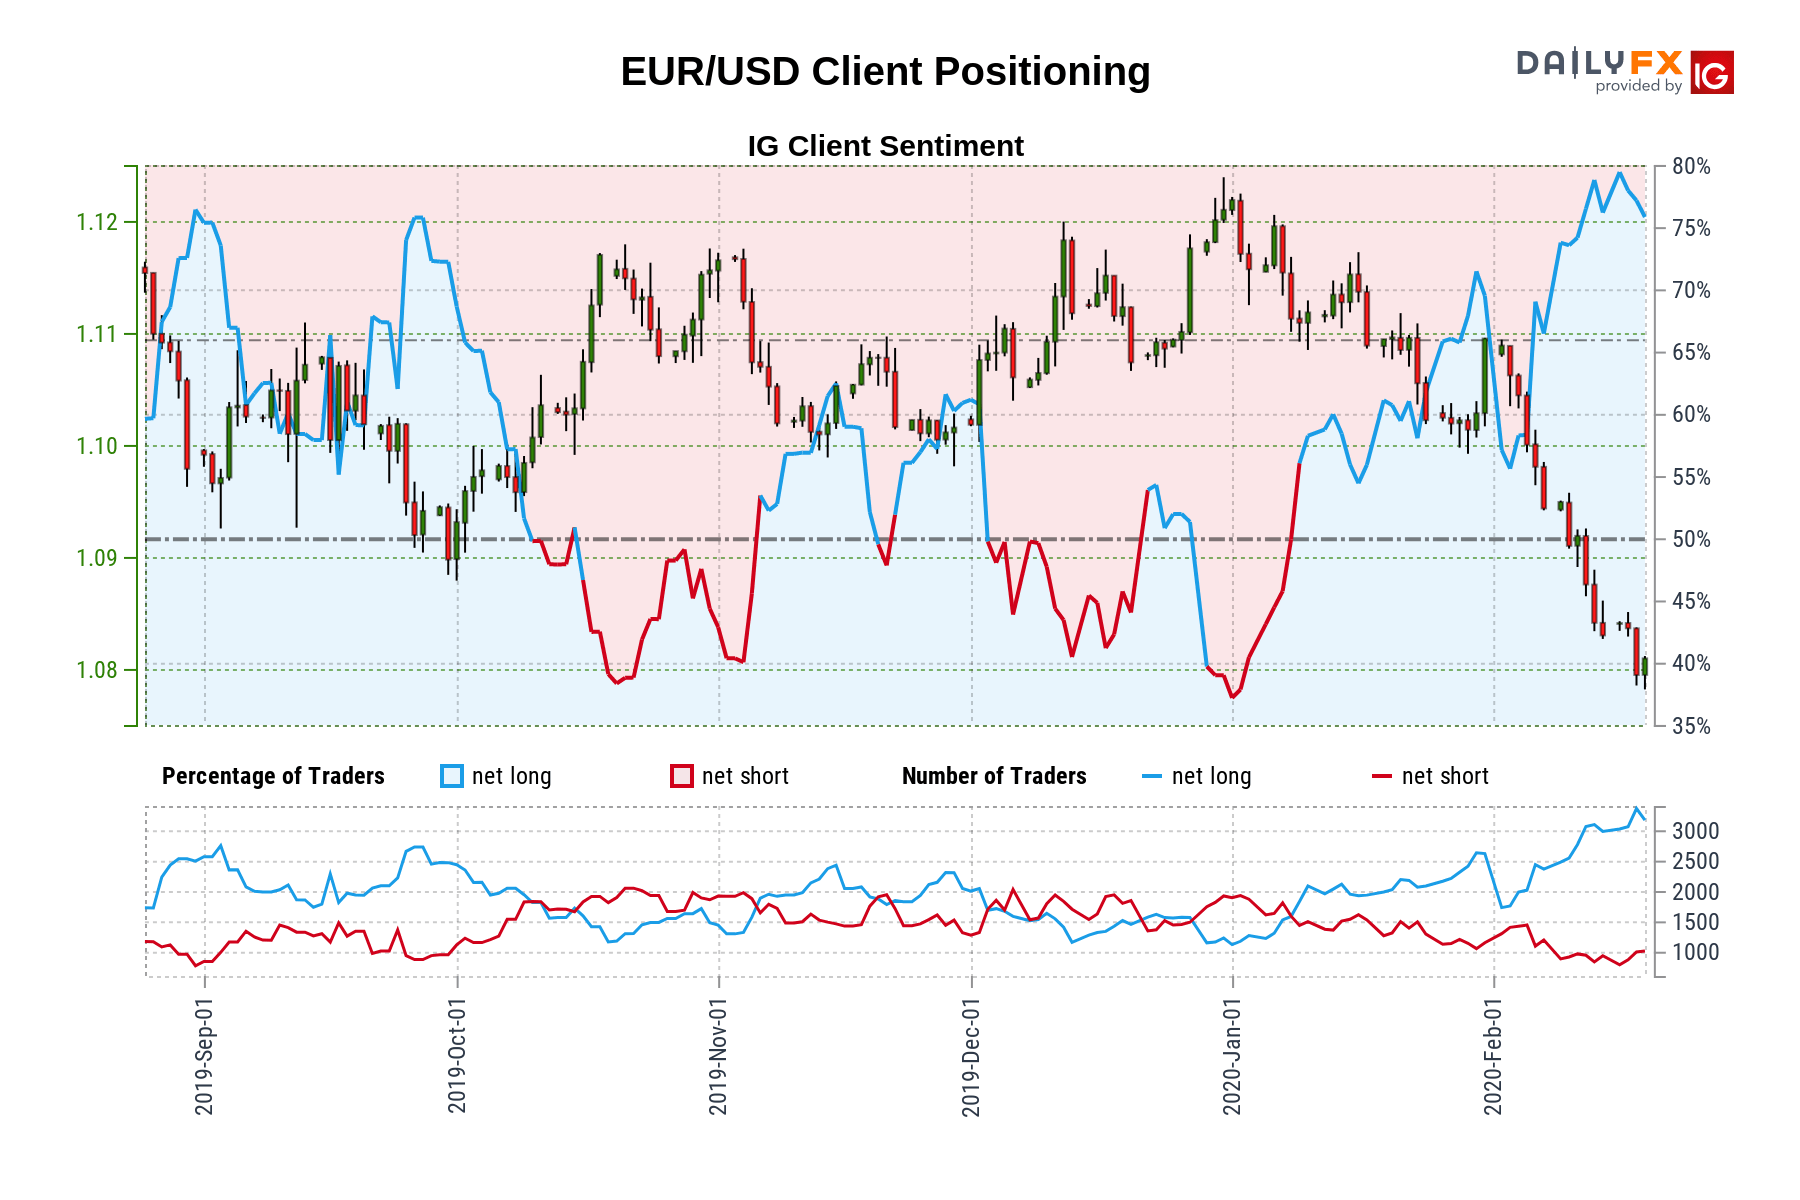 EUR/USD Client Positioning
DAILYFX
provided by
IG
IG Client Sentiment
1.12
1.11
1.10
1.09
1.08
80%
75%
70%
65%
60%
55%
50%
45%
40%
35%
Percentage of Traders net long net short Number of Traders net long net short
3000
2500
2000
1500
1000
2019-Sep-01
2019-Oct-01
2019-Nov-01
2019-Dec-01
2020-Jan-01
2020-Feb-01